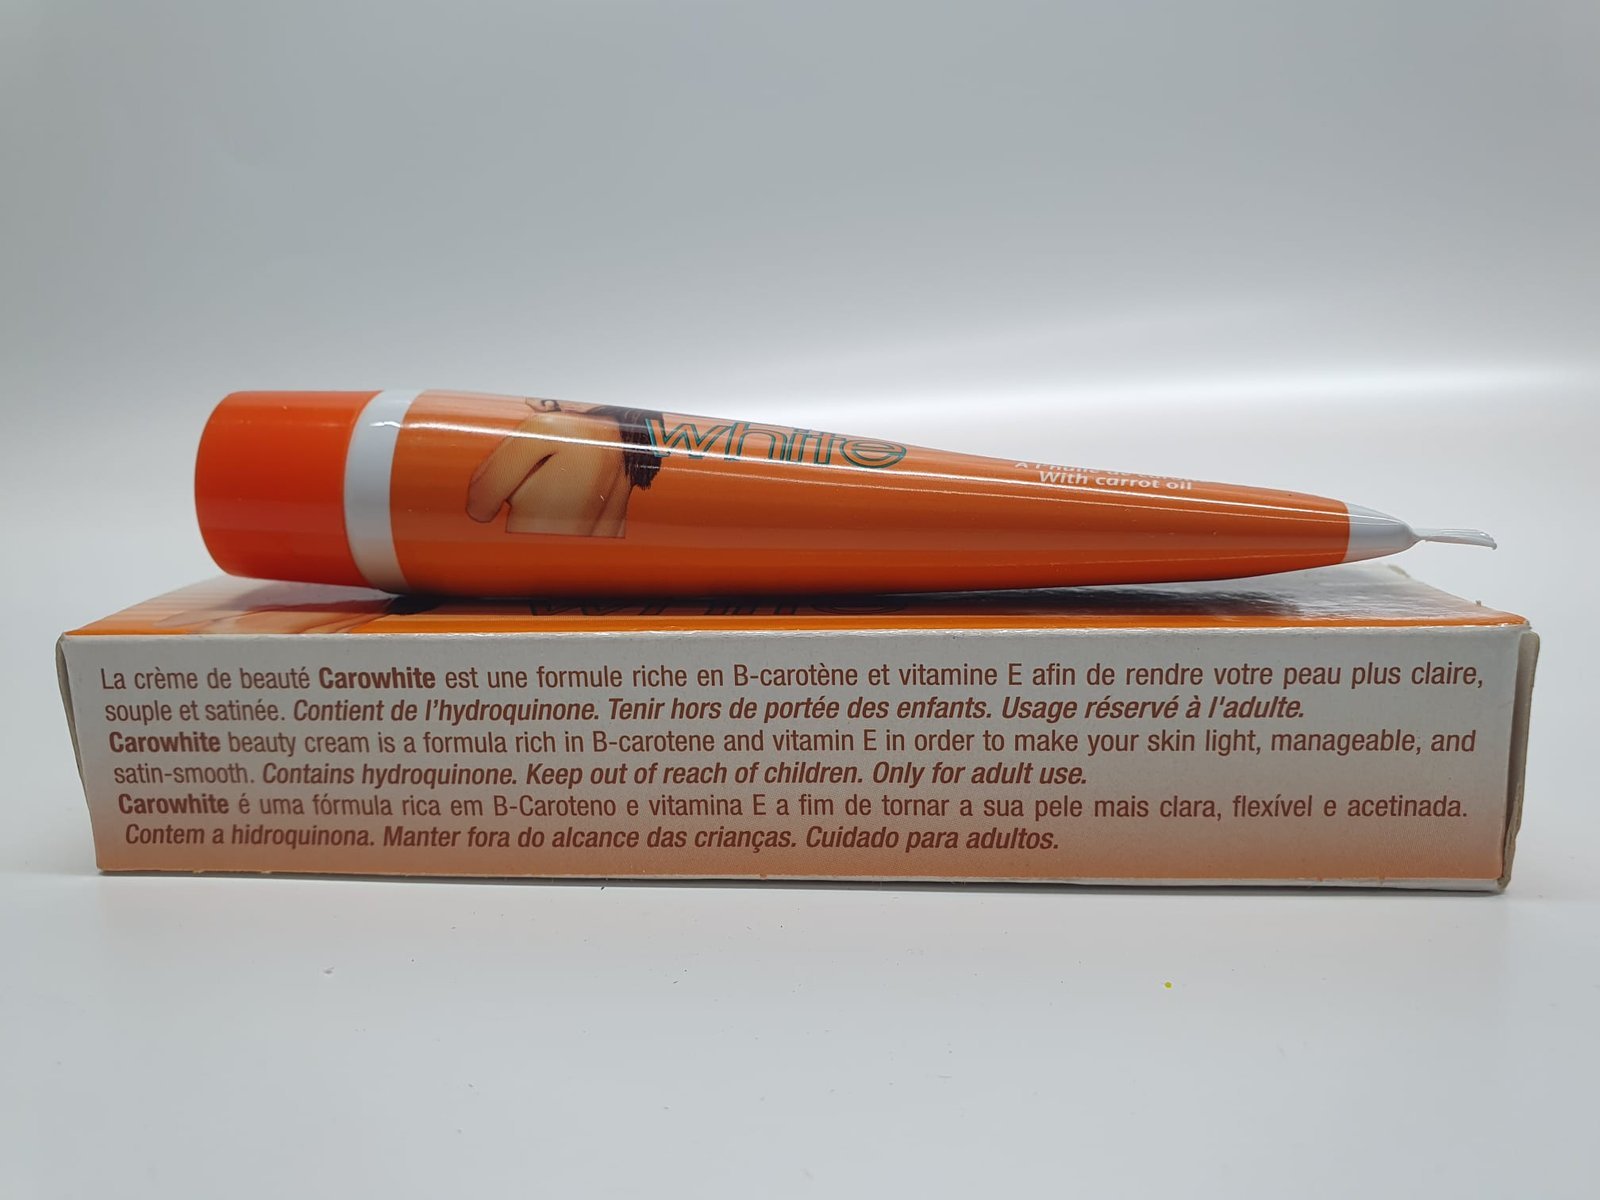 white
With carrot oil
La crème de beauté Carowhite est une formule riche en B-carotène et vitamine E afin de rendre votre peau plus claire,
souple et satinée. Contient de l'hydroquinone. Tenir hors de portée des enfants. Usage réservé à l'adulte.
Carowhite beauty cream is a formula rich in B-carotene and vitamin E in order to make your skin light, manageable, and
satin-smooth. Contains hydroquinone. Keep out of reach of children. Only for adult use.
Carowhite é uma fórmula rica em B-Caroteno e vitamina E a fim de tornar a sua pele mais clara, flexível e acetinada.
Contem a hidroquinona. Manter fora do alcance das crianças. Cuidado para adultos.